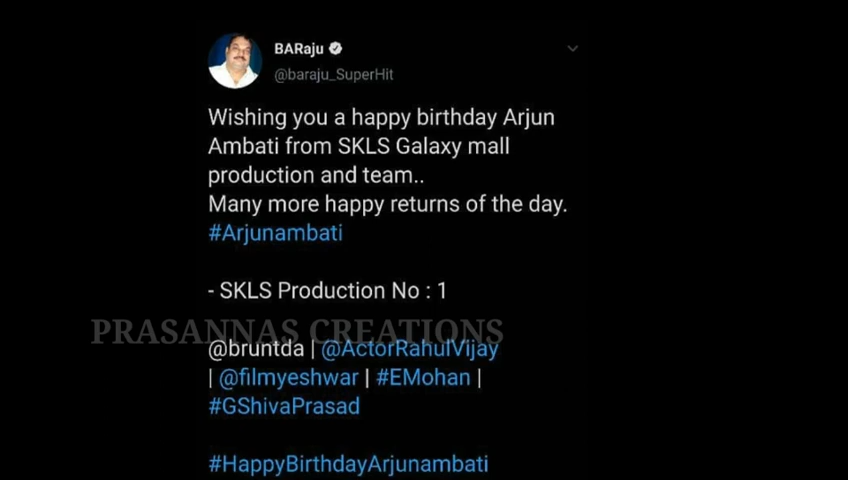 BARaju
@baraju_SuperHit
Wishing you a happy birthday Arjun
Ambati from SKLS Galaxy mall
production and team..
Many more happy returns of the day.
#Arjunambati
- SKLS Production No : 1
PRASANNAS CREATIONS
@bruntda | @ActorRahulVijay
| @filmyeshwar | #EMohan |
#GShivaPrasad
#HappyBirthdayArjunambati